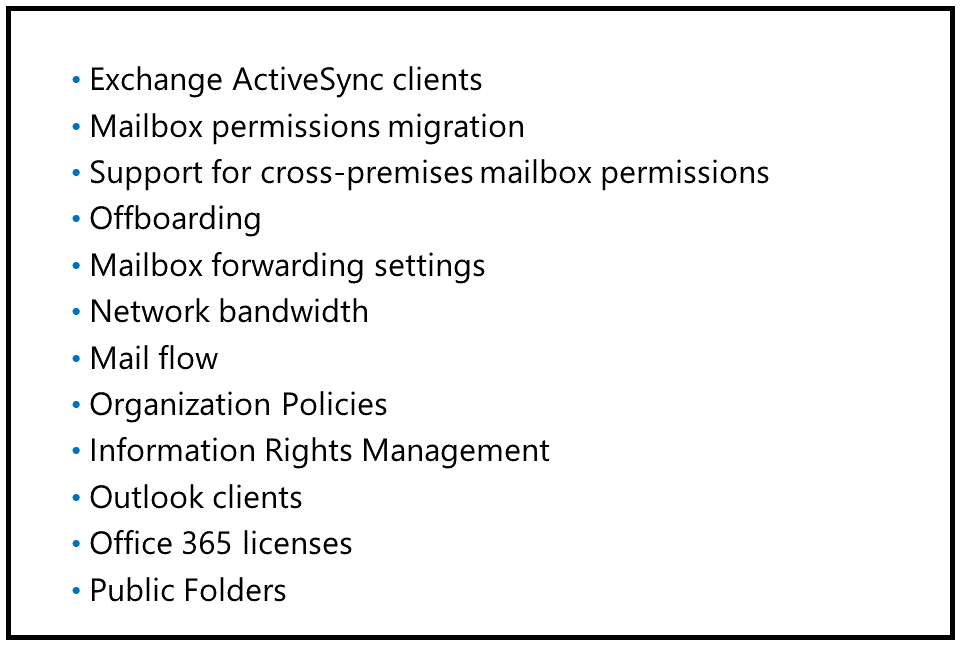 • Exchange ActiveSync clients
• Mailbox permissions migration
• Support for cross-premises mailbox permissions
• Offboarding
• Mailbox forwarding settings
• Network bandwidth
• Mail flow
• Organization Policies
• Information Rights Management
• Outlook clients
• Office 365 licenses
• Public Folders